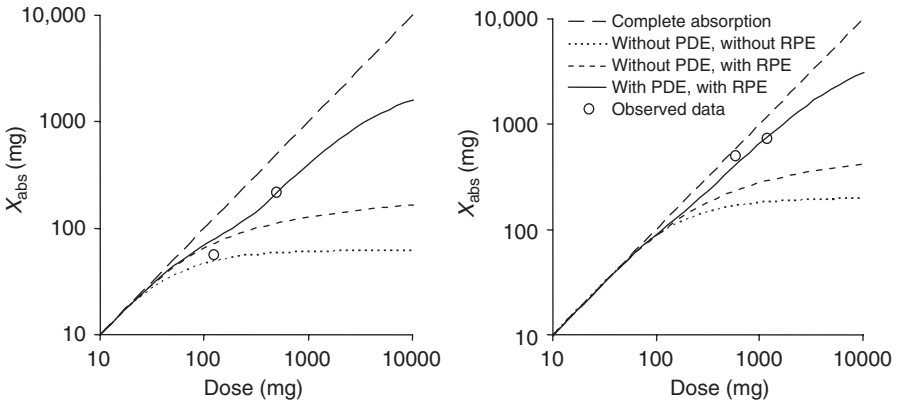 10,000
1000
100
10
X abs (mg)
10
100
1000
10000
Dose (mg)
10,000
1000
100
10
X abs (mg)
10
100
1000
10000
Dose (mg)
Complete absorption
Without PDE, without RPE
Without PDE, with RPE
With PDE, with RPE
Observed data